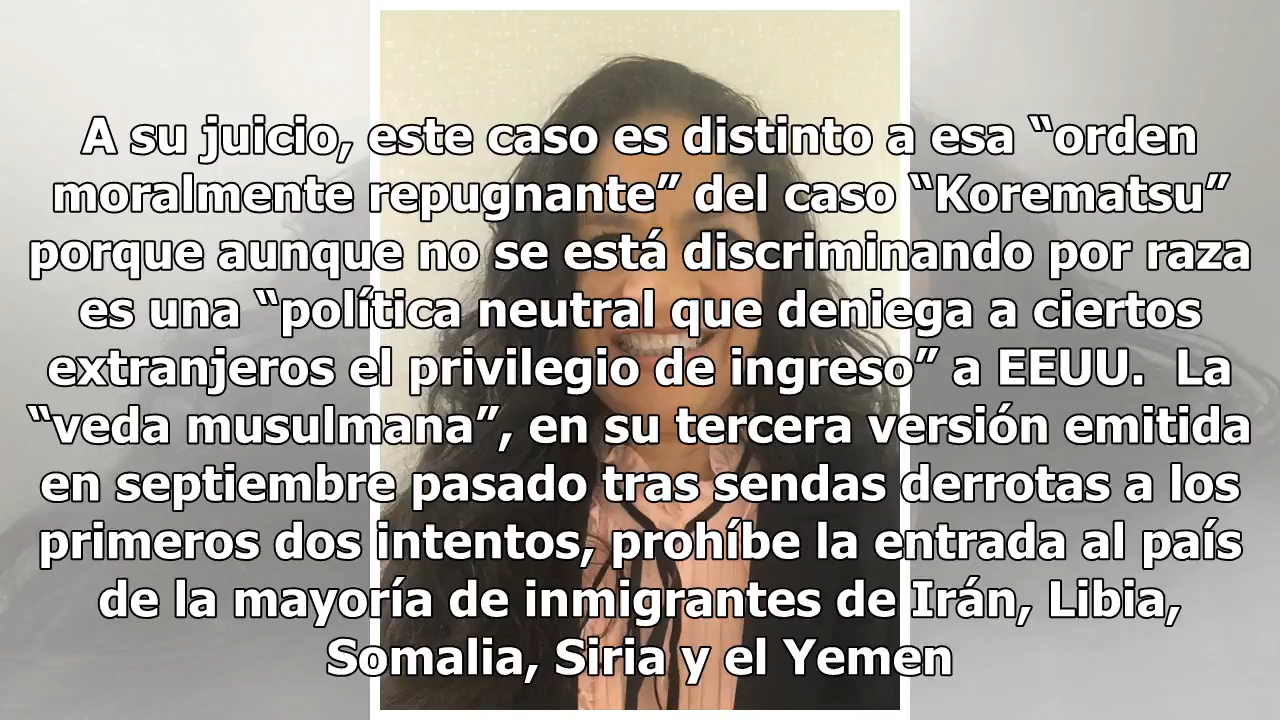 A su juicio, este caso es distinto a esa “orden
moralmente repugnante” del caso “Korematsu”
porque aunque no se está discriminando por raza
es una “política neutral que deniega a ciertos
extranjeros el privilegio de ingreso” a EEUU.  La
“veda musulmana”, en su tercera versión emitida
en septiembre pasado tras sendas derrotas a los
primeros dos intentos, prohíbe la entrada al país
de la mayoría de inmigrantes de Irán, Libia,
Somalia, Siria y el Yemen